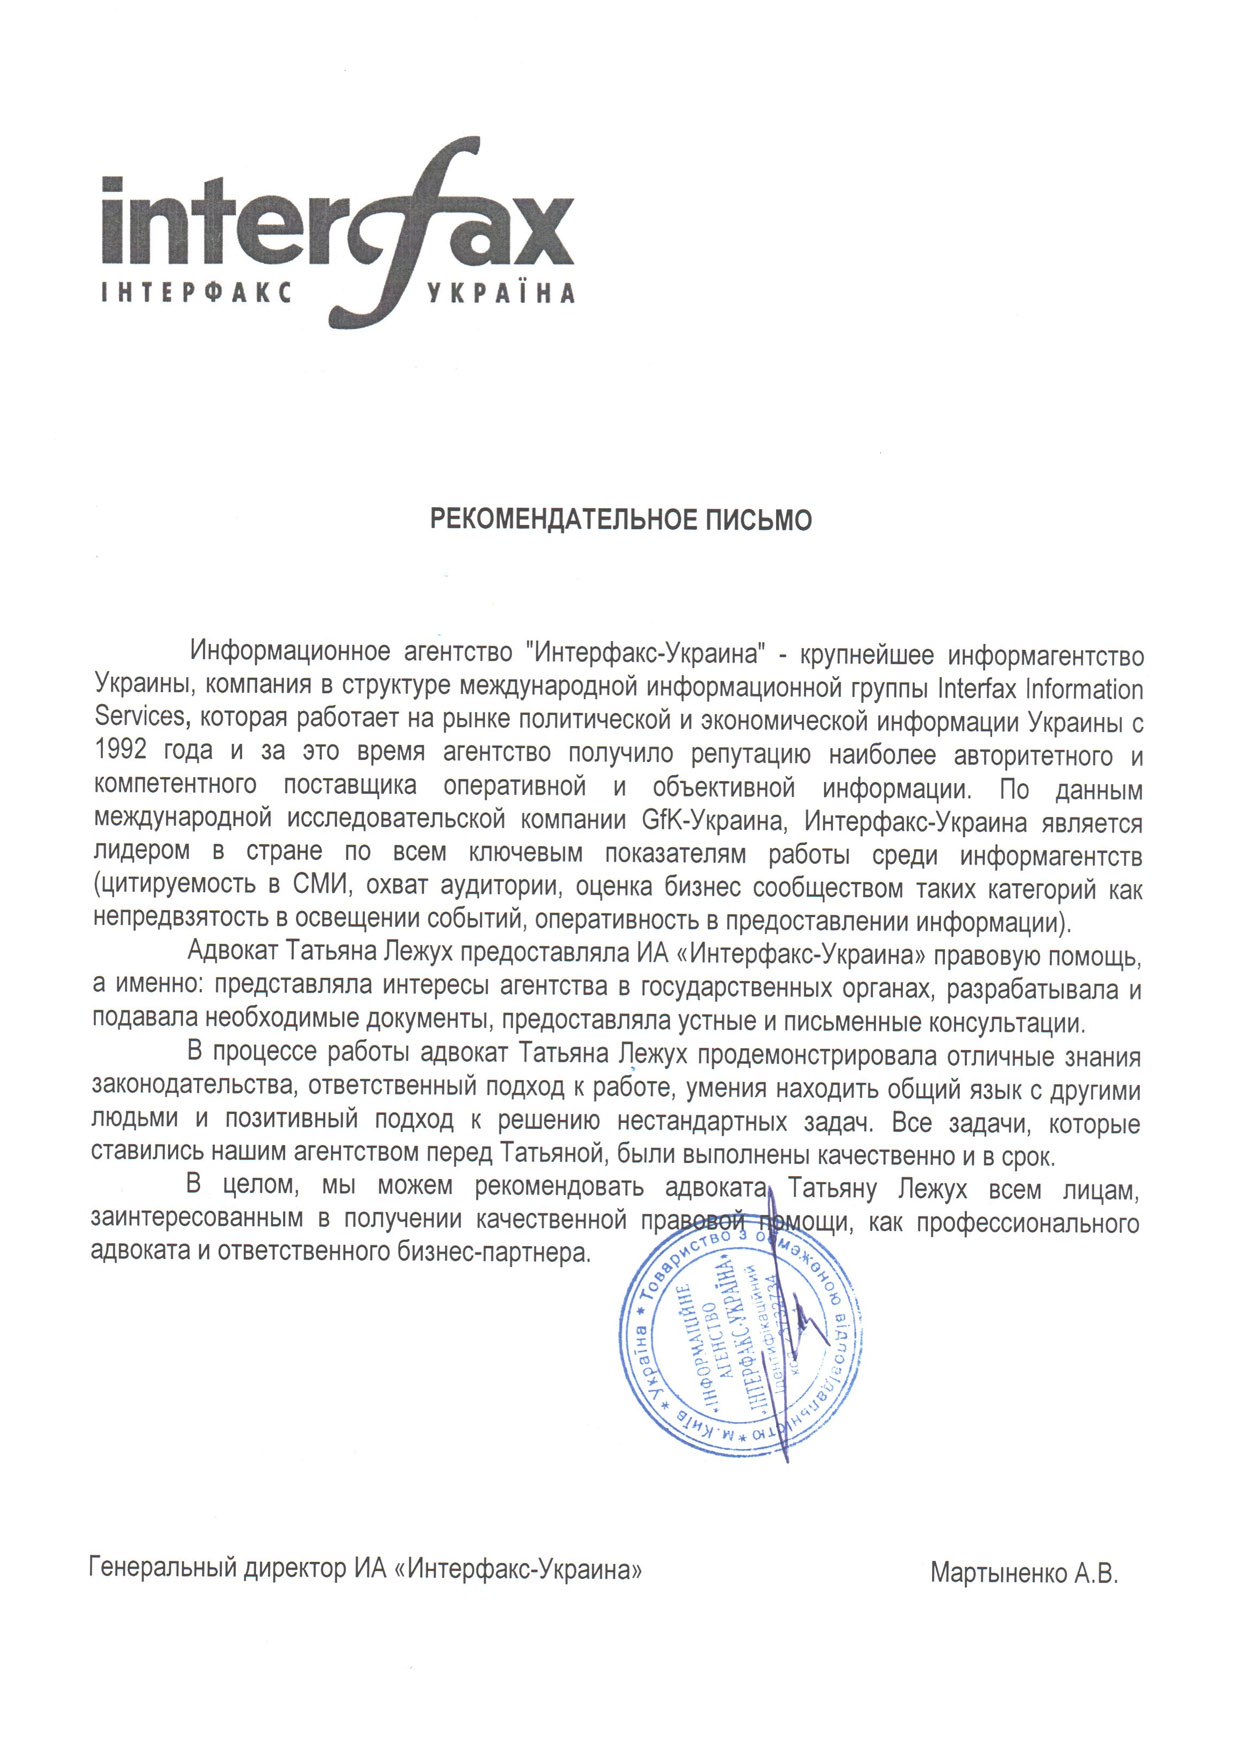 interfax
ІНТЕРФАКС УКРАЇНА
РЕКОМЕНДАТЕЛЬНОЕ ПИСЬМО
Информационное агентство "Интерфакс-Украина" - крупнейшее информагентство
Украины, компания в структуре международной информационной группы Interfax Information
Services, которая работает на рынке политической и экономической информации Украины с
1992 года и за это время агентство получило репутацию наиболее авторитетного и
компетентного поставщика оперативной и объективной информации. По данным
международной исследовательской компании GfK-Украина, Интерфакс-Украина является
лидером в стране по всем ключевым показателям работы среди информагентств
(цитируемость в СМИ, охват аудитории, оценка бизнес сообществом таких категорий как
непредвзятость в освещении событий, оперативность в предоставлении информации).
Адвокат Татьяна Лежух предоставляла ИА «Интерфакс-Украина» правовую помощь,
а именно: представляла интересы агентства в государственных органах, разрабатывала и
подавала необходимые документы, предоставляла устные и письменные консультации.
В процессе работы адвокат Татьяна Лежух продемонстрировала отличные знания
законодательства, ответственный подход к работе, умения находить общий язык с другими
людьми и позитивный подход к решению нестандартных задач. Все задачи, которые
ставились нашим агентством перед Татьяной, были выполнены качественно и в срок.
В целом, мы можем рекомендовать адвоката Татьяну Лежух всем лицам,
заинтересованным в получении качественной правовой помощи, как профессионального
адвоката и ответственного бизнес-партнера.
* Україна * Товариство з обмеженою відповідальністю * м.Київ
*ІНФОРМАЦІЙНЕ
АГЕНСТВО
*ІНТЕРФАКС-УКРАЇНА*
Ідентифікаційний
код
Генеральный директор ИА «Интерфакс-Украина» Мартыненко А.В.